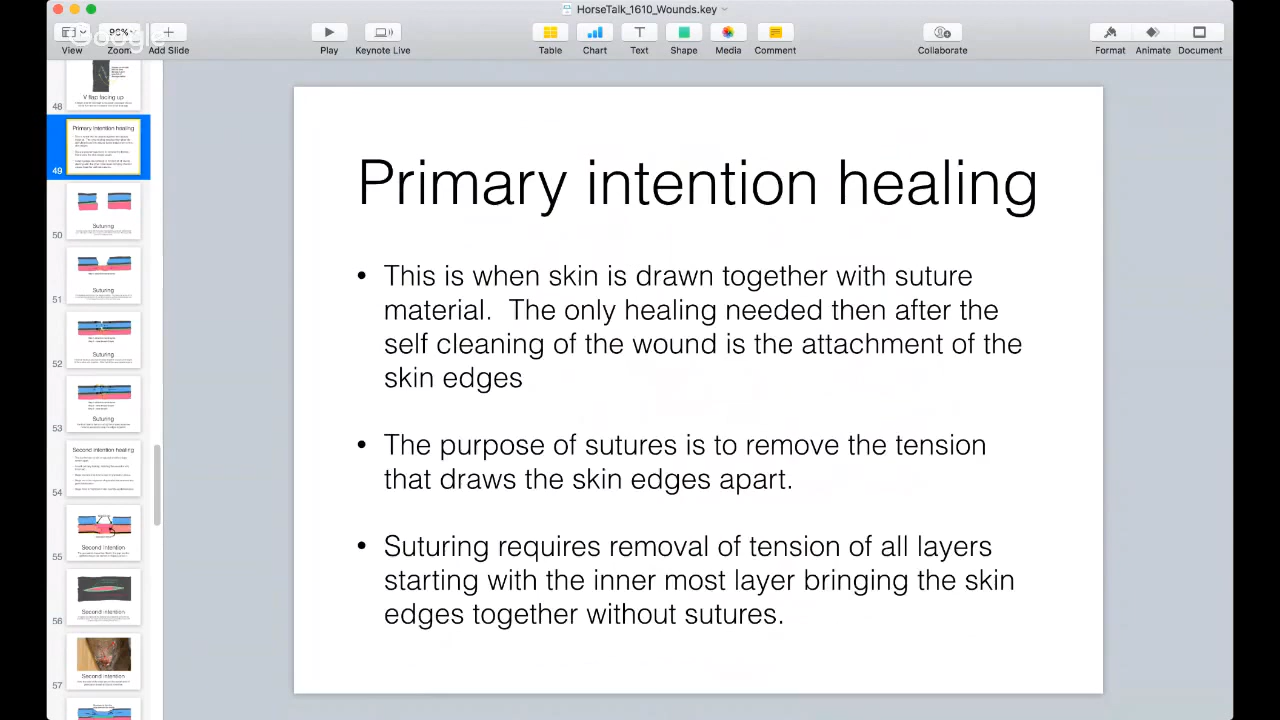 HorseTalk_1610_Wounds.key
Google
90%
View
Zoom
Add Slide
Play
Keynote Live
Table
Chart
Text
Shape
Media
Comment
Collaborate
Format
Animate
Document
48
V flap facing up
49
Primary intention healing
50
Suturing
51
Suturing
52
Suturing
53
Suturing
54
Second intention healing
55
Second Intention
56
Second Intention
57
Second Intention
Primary intention healing
• This is when skin is drawn together with suture
material. The only healing needed then after the
self cleaning of the wound is the attachment of the
skin edges
• The purpose of sutures is to remove the tension
that draws the skin edges apart.
• Suturing requires removal of tension of all layers
starting with the inner most layer bringing the skin
edges together without sutures.